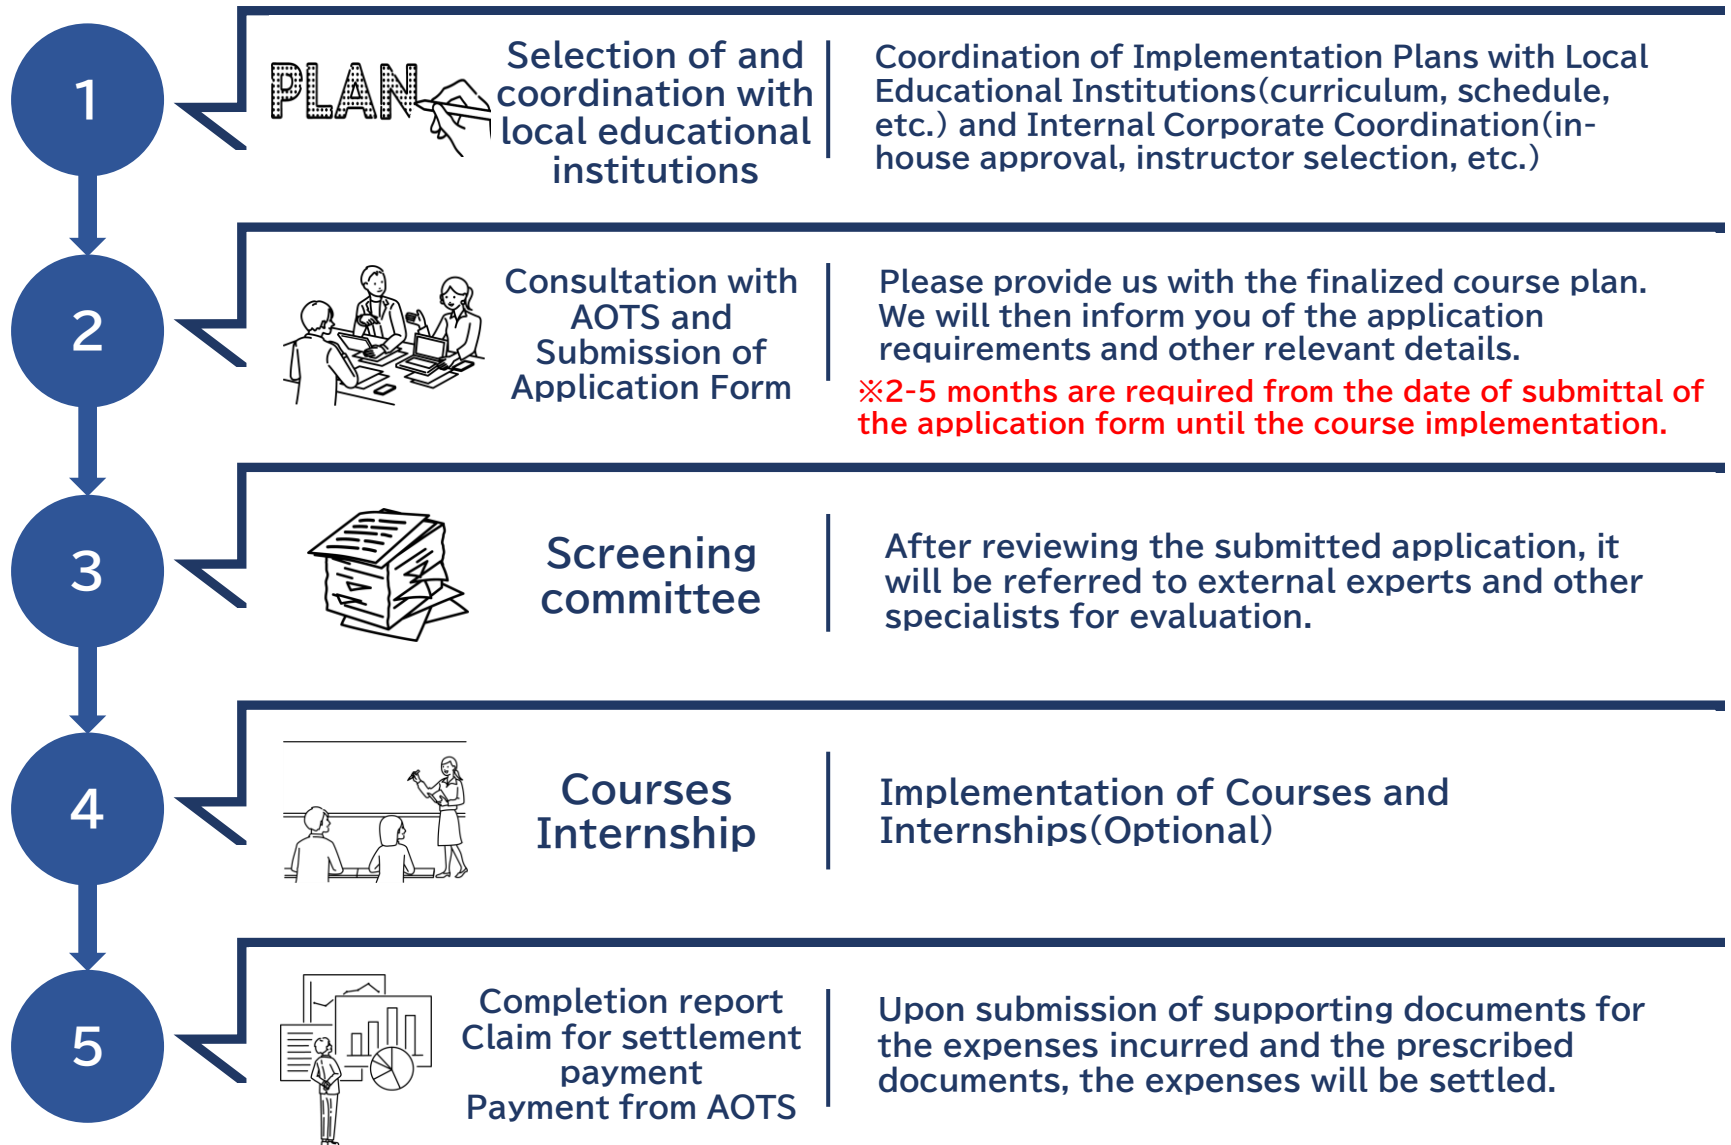 1
PLAN
Selection of and
coordination with
local educational
institutions
Coordination of Implementation Plans with Local
Educational Institutions(curriculum, schedule,
etc.) and Internal Corporate Coordination(in-
house approval, instructor selection, etc.)
2
Consultation with
AOTS and
Submission of
Application Form
Please provide us with the finalized course plan.
We will then inform you of the application
requirements and other relevant details.
※2-5 months are required from the date of submittal of
the application form until the course implementation.
3
Screening
committee
After reviewing the submitted application, it
will be referred to external experts and other
specialists for evaluation.
4
Courses
Internship
Implementation of Courses and
Internships(Optional)
5
Completion report
Claim for settlement
payment
Payment from AOTS
Upon submission of supporting documents for
the expenses incurred and the prescribed
documents, the expenses will be settled.